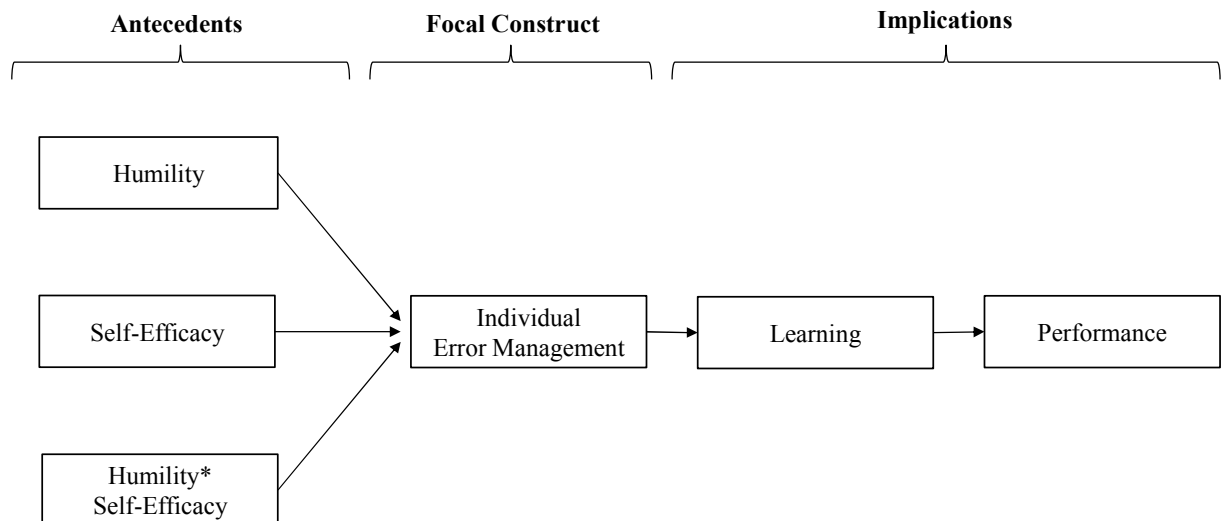 Antecedents
Focal Construct
Implications
Humility
Self-Efficacy
Individual
Error Management
Learning
Performance
Humility*
Self-Efficacy